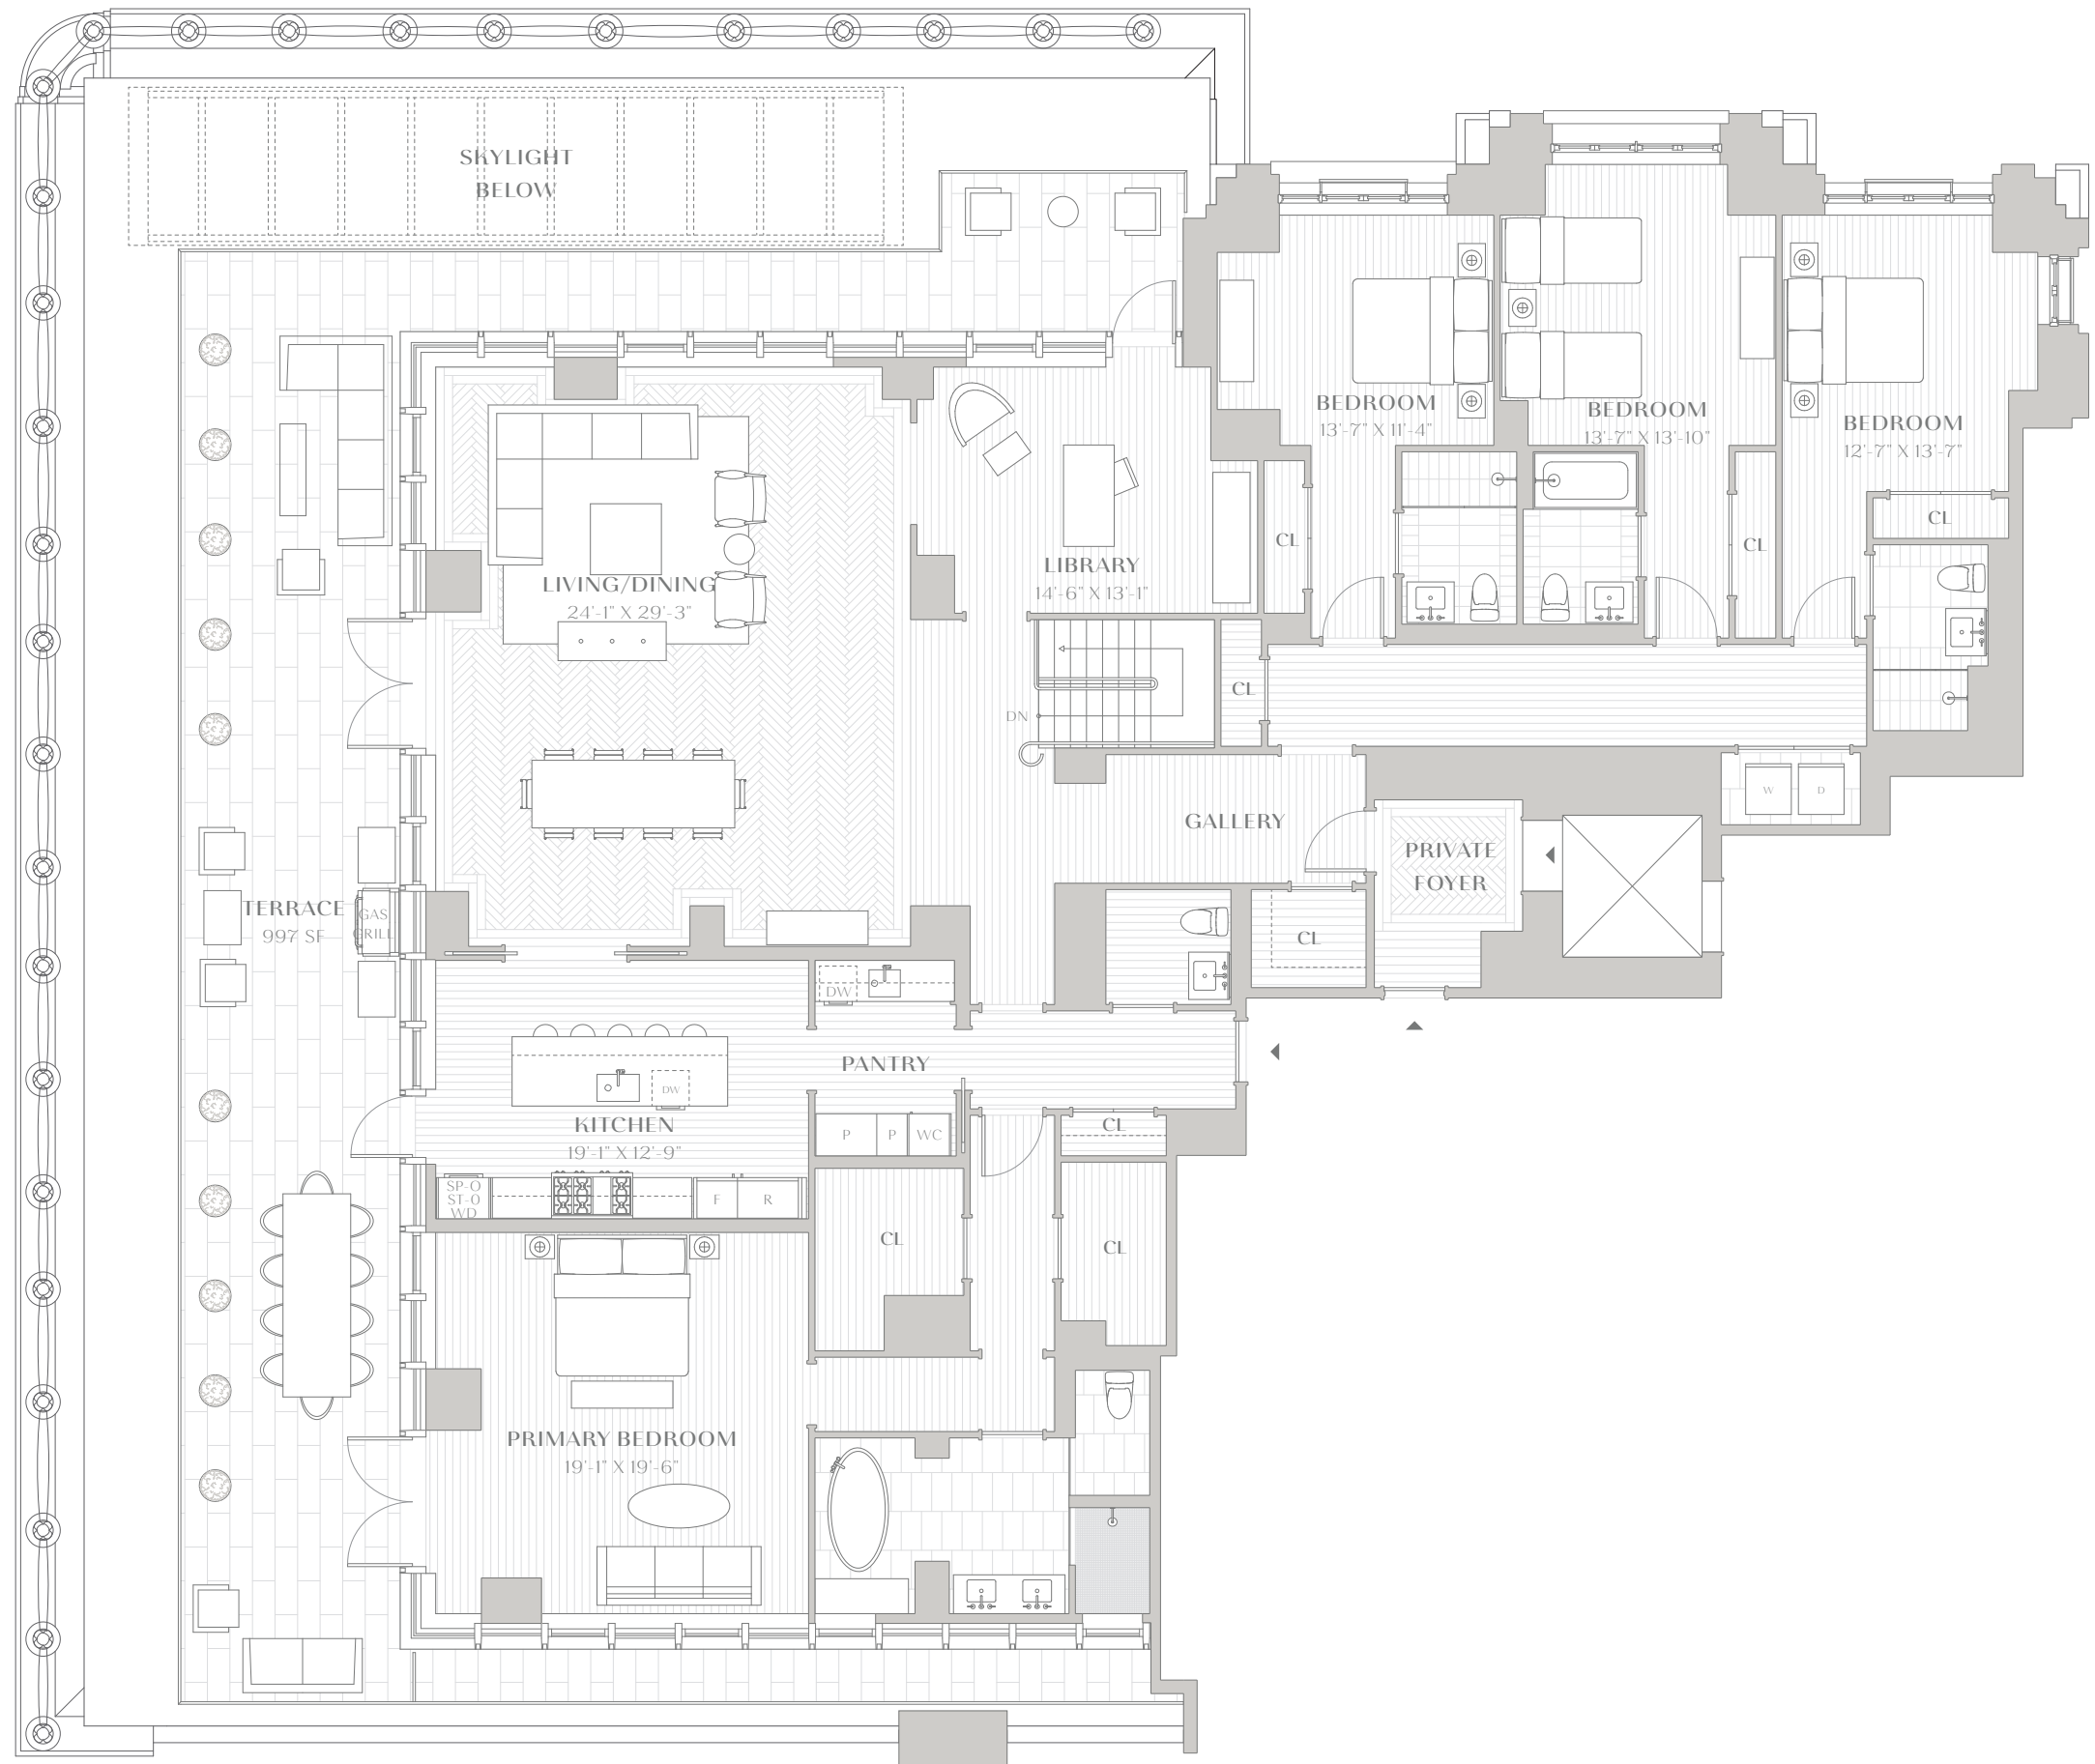 SKYLIGHT
BELOW
BEDROOM
13'-7" X 11'-4"
BEDROOM
13'-7" X 13'-10"
BEDROOM
12'-7" X 13'-7"
CL
CL
CL
LIBRARY
14'-6" X 13'-1"
LIVING/DINING
24'-1" X 29'-3"
CL
DN
W
D
GALLERY
PRIVATE
FOYER
TERRACE
997 SF
GAS
GRILL
CL
DW
PANTRY
DW
KITCHEN
19'-1" X 12'-9"
P
P
WC
CL
SP-O
ST-O
WD
F
R
CL
CL
PRIMARY BEDROOM
19'-1" X 19'-6"